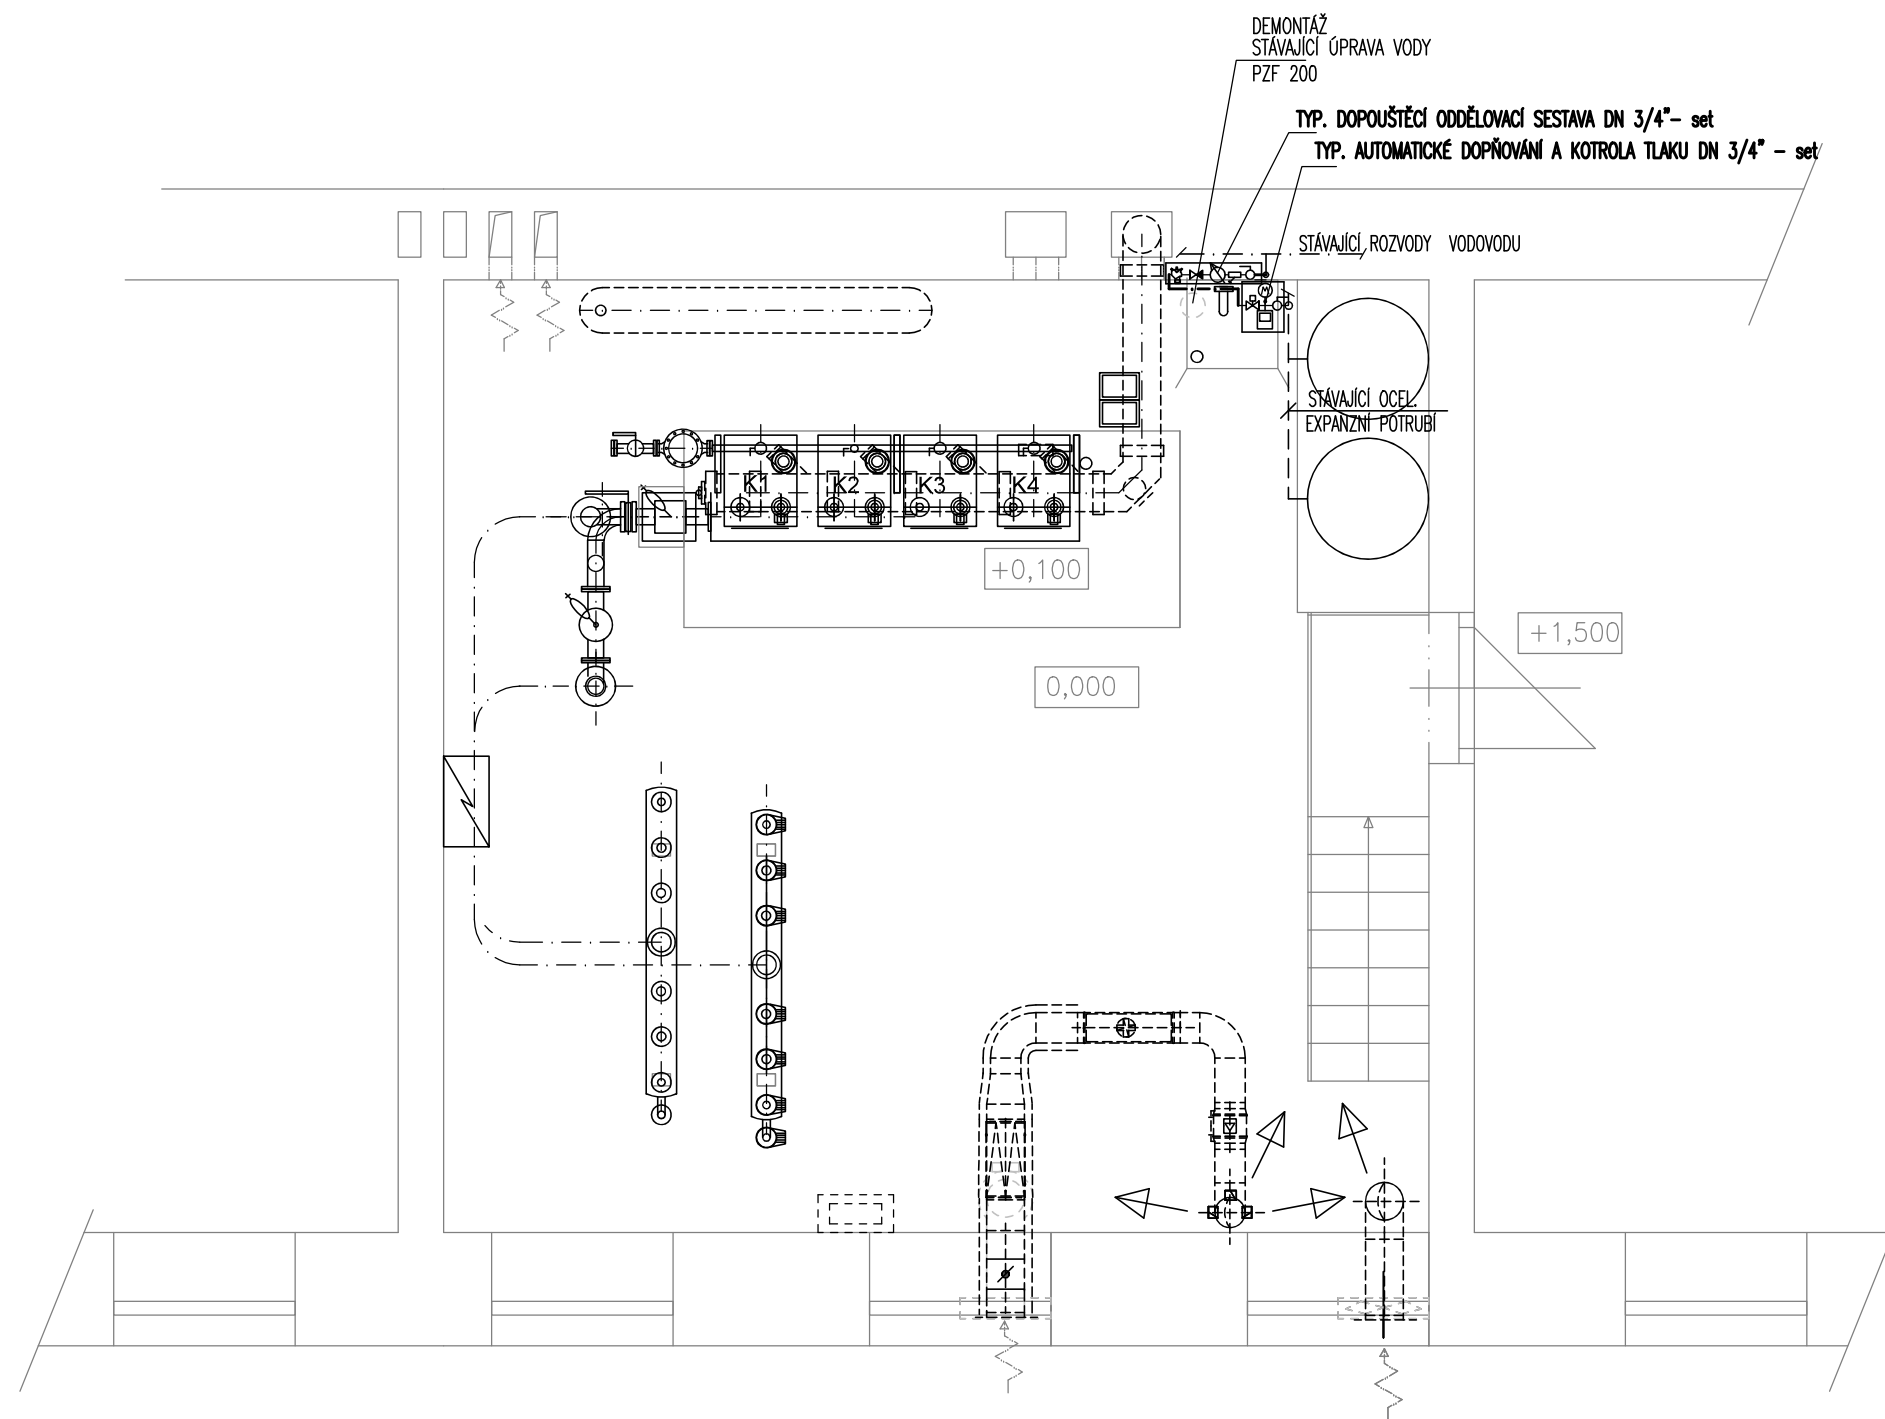 DEMONTÁŽ
STÁVAJÍCÍ ÚPRAVA VODY
PZF 200
TYP. DOPOUŠTĚCÍ ODDĚLOVACÍ SESTAVA DN 3/4"- set
TYP. AUTOMATICKÉ DOPŇOVÁNÍ A KOTROLA TLAKU DN 3/4" - set
STÁVAJÍCÍ ROZVODY VODOVODU
M
STÁVAJÍCÍ OCEL.
EXPANZNÍ POTRUBÍ
K1 K2 K3 K4
+0,100
+1,500
0,000